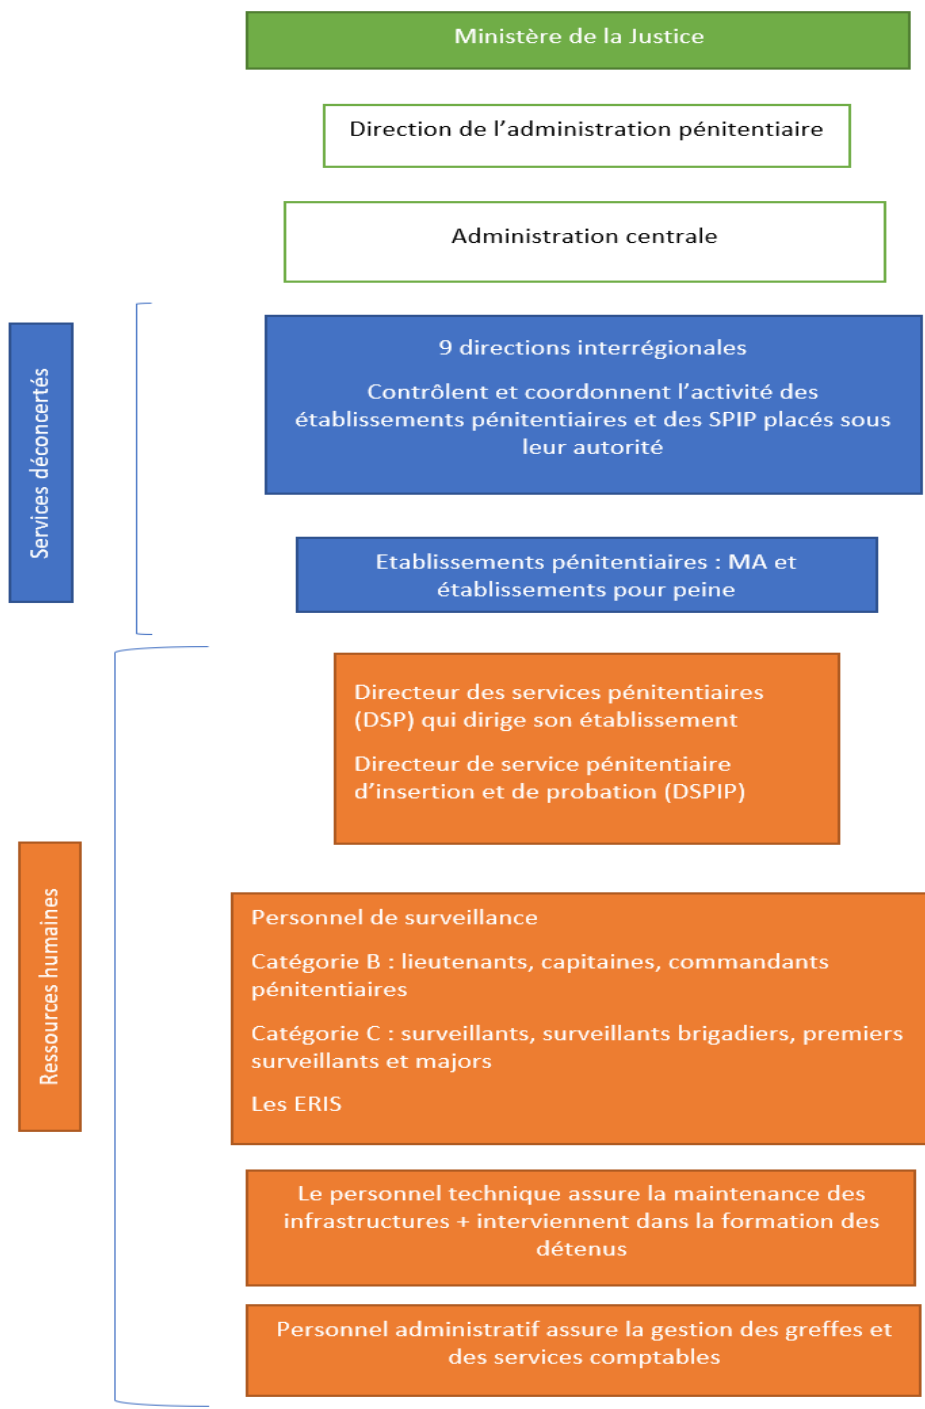 Ministère de la Justice
Direction de l’administration pénitentiaire
Administration centrale
Services déconcertés
9 directions interrégionales
Contrôlent et coordonnent l’activité des
établissements pénitentiaires et des SPIP placés sous
leur autorité
Etablissements pénitentiaires : MA et
établissements pour peine
Ressources humaines
Directeur des services pénitentiaires
(DSP) qui dirige son établissement
Directeur de service pénitentiaire
d’insertion et de probation (DSPIP)
Personnel de surveillance
Catégorie B : lieutenants, capitaines, commandants
pénitentiaires
Catégorie C : surveillants, surveillants brigadiers, premiers
surveillants et majors
Les ERIS
Le personnel technique assure la maintenance des
infrastructures + interviennent dans la formation des
détenus
Personnel administratif assure la gestion des greffes et
des services comptables